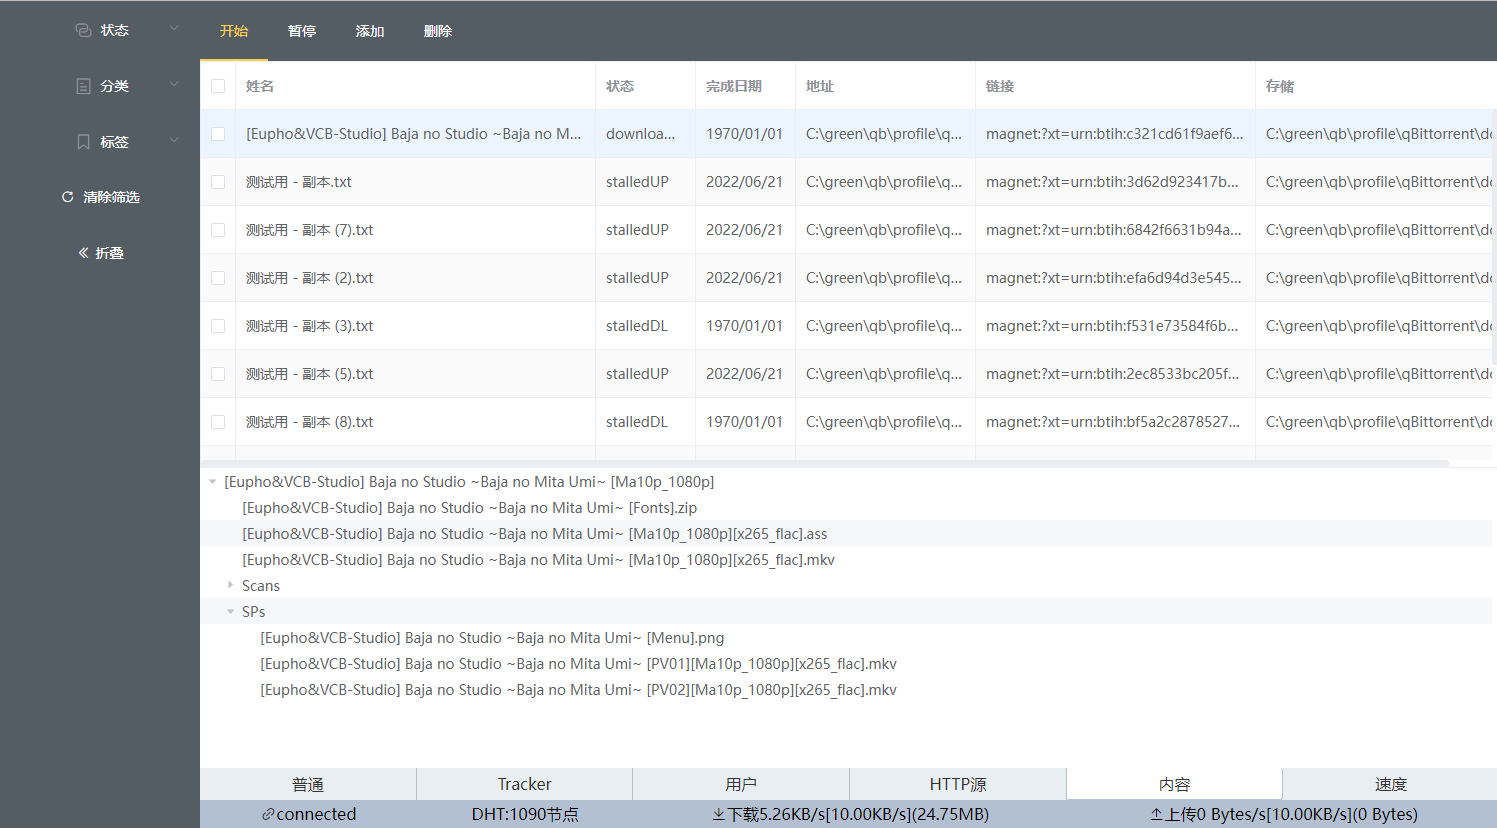 状态
分类
标签
清除筛选
折叠
开始 暂停 添加 删除
姓名 状态 完成日期 地址 链接 存储
[Eupho&VCB-Studio] Baja no Studio ~Baja no M... downloa... 1970/01/01 C:\green\qb\profile\q... magnet:?xt=urn:btih:c321cd61f9aef6... C:\green\qb\profile\qBittorrent\do
测试用 - 副本.txt stalledUP 2022/06/21 C:\green\qb\profile\q... magnet:?xt=urn:btih:3d62d923417b... C:\green\qb\profile\qBittorrent\do
测试用 - 副本 (7).txt stalledUP 2022/06/21 C:\green\qb\profile\q... magnet:?xt=urn:btih:6842f6631b94a... C:\green\qb\profile\qBittorrent\do
测试用 - 副本 (2).txt stalledUP 2022/06/21 C:\green\qb\profile\q... magnet:?xt=urn:btih:efa6d94d3e545... C:\green\qb\profile\qBittorrent\do
测试用 - 副本 (3).txt stalledDL 1970/01/01 C:\green\qb\profile\q... magnet:?xt=urn:btih:f531e73584f6b... C:\green\qb\profile\qBittorrent\do
测试用 - 副本 (5).txt stalledUP 2022/06/21 C:\green\qb\profile\q... magnet:?xt=urn:btih:2ec8533bc205f... C:\green\qb\profile\qBittorrent\do
测试用 - 副本 (8).txt stalledDL 1970/01/01 C:\green\qb\profile\q... magnet:?xt=urn:btih:bf5a2c2878527... C:\green\qb\profile\qBittorrent\do
[Eupho&VCB-Studio] Baja no Studio ~Baja no Mita Umi~ [Ma10p_1080p]
[Eupho&VCB-Studio] Baja no Studio ~Baja no Mita Umi~ [Fonts].zip
[Eupho&VCB-Studio] Baja no Studio ~Baja no Mita Umi~ [Ma10p_1080p][x265_flac].ass
[Eupho&VCB-Studio] Baja no Studio ~Baja no Mita Umi~ [Ma10p_1080p][x265_flac].mkv
Scans
SPs
[Eupho&VCB-Studio] Baja no Studio ~Baja no Mita Umi~ [Menu].png
[Eupho&VCB-Studio] Baja no Studio ~Baja no Mita Umi~ [PV01][Ma10p_1080p][x265_flac].mkv
[Eupho&VCB-Studio] Baja no Studio ~Baja no Mita Umi~ [PV02][Ma10p_1080p][x265_flac].mkv
普通 Tracker 用户 HTTP源 内容 速度
connected DHT:1090节点 下载5.26KB/s[10.00KB/s](24.75MB) 上传0 Bytes/s[10.00KB/s](0 Bytes)